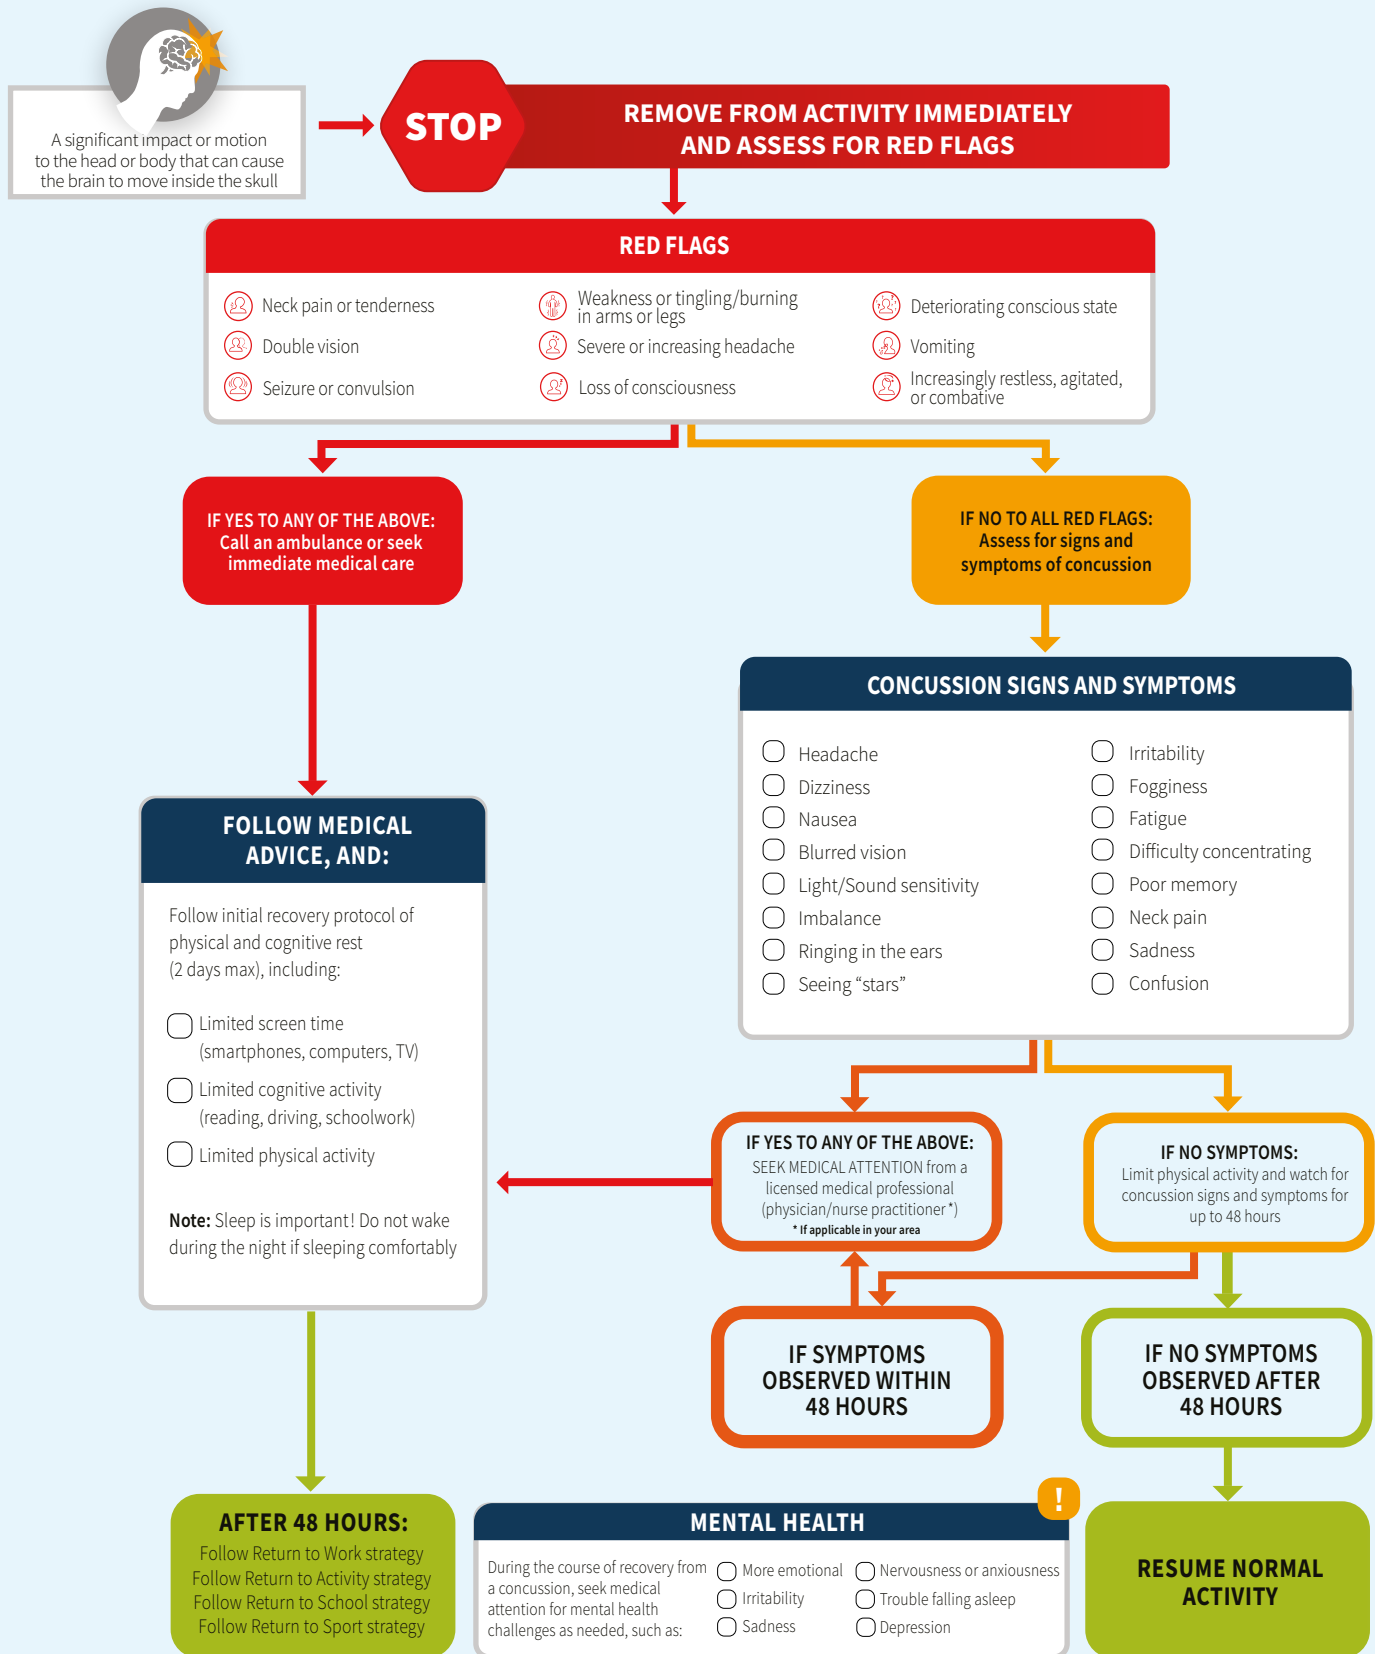 A significant impact or motion
to the head or body that can cause
the brain to move inside the skull
STOP
REMOVE FROM ACTIVITY IMMEDIATELY
AND ASSESS FOR RED FLAGS
RED FLAGS
Neck pain or tenderness
Double vision
Seizure or convulsion
Weakness or tingling/burning
in arms or legs
Severe or increasing headache
Loss of consciousness
Deteriorating conscious state
Vomiting
Increasingly restless, agitated,
or combative
IF YES TO ANY OF THE ABOVE:
Call an ambulance or seek
immediate medical care
IF NO TO ALL RED FLAGS:
Assess for signs and
symptoms of concussion
CONCUSSION SIGNS AND SYMPTOMS
Headache
Dizziness
Nausea
Blurred vision
Light/Sound sensitivity
Imbalance
Ringing in the ears
Seeing “stars”
Irritability
Fogginess
Fatigue
Difficulty concentrating
Poor memory
Neck pain
Sadness
Confusion
FOLLOW MEDICAL
ADVICE, AND:
Follow initial recovery protocol of
physical and cognitive rest
(2 days max), including:
Limited screen time
(smartphones, computers, TV)
Limited cognitive activity
(reading, driving, schoolwork)
Limited physical activity
Note: Sleep is important! Do not wake
during the night if sleeping comfortably
IF YES TO ANY OF THE ABOVE:
SEEK MEDICAL ATTENTION from a
licensed medical professional
(physician/nurse practitioner*)
* If applicable in your area
IF NO SYMPTOMS:
Limit physical activity and watch for
concussion signs and symptoms for
up to 48 hours
IF SYMPTOMS
OBSERVED WITHIN
48 HOURS
IF NO SYMPTOMS
OBSERVED AFTER
48 HOURS
AFTER 48 HOURS:
Follow Return to Work strategy
Follow Return to Activity strategy
Follow Return to School strategy
Follow Return to Sport strategy
!
MENTAL HEALTH
During the course of recovery from
a concussion, seek medical
attention for mental health
challenges as needed, such as:
More emotional
Irritability
Sadness
Nervousness or anxiousness
Trouble falling asleep
Depression
RESUME NORMAL
ACTIVITY